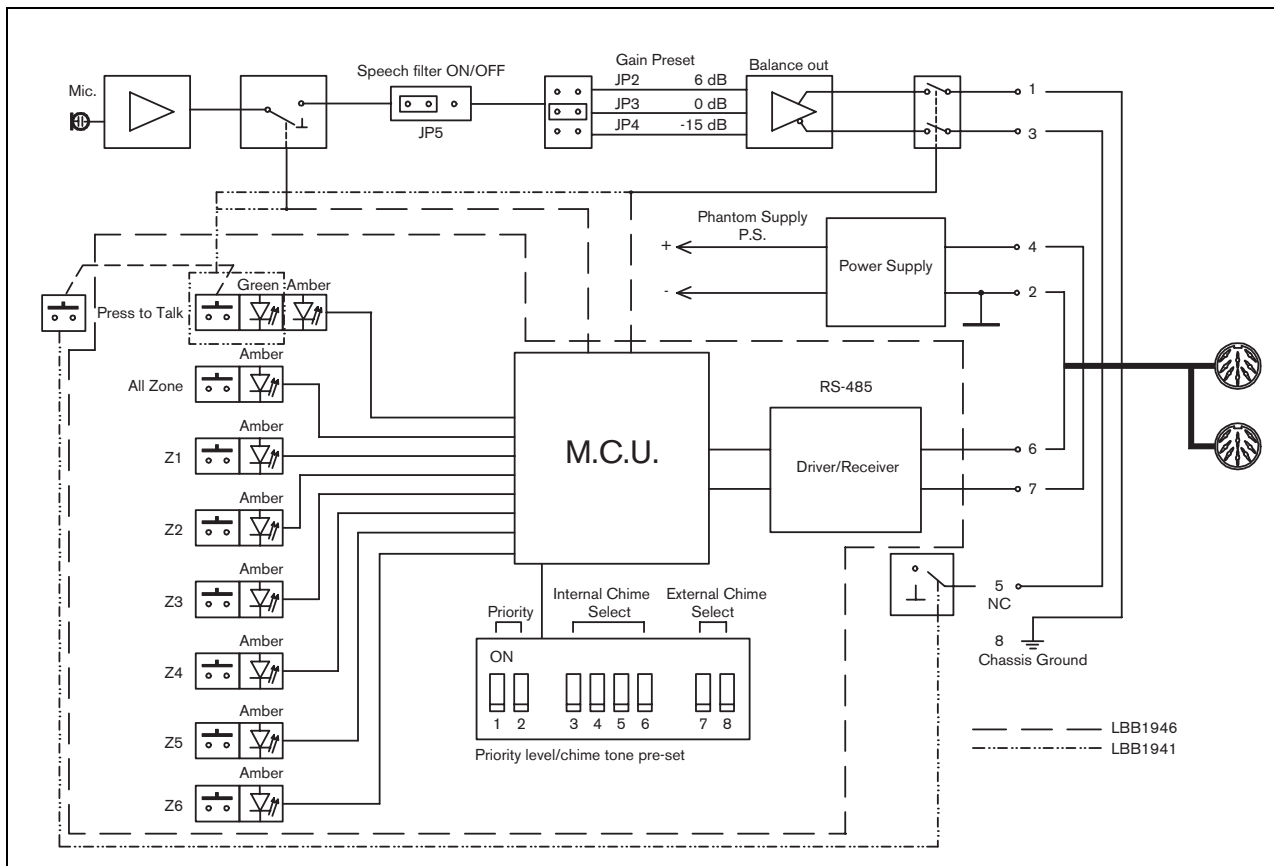 Mic.
Speech filter ON/OFF
JP5
Gain Preset
JP2 6 dB
JP3 0 dB
JP4 -15 dB
Balance out
1
3
Phantom Supply
P.S.
+
-
Power Supply
4
2
Press to Talk
Green Amber
All Zone
Amber
Z1
Amber
Z2
Amber
Z3
Amber
Z4
Amber
Z5
Amber
Z6
Amber
M.C.U.
RS-485
Driver/Receiver
6
7
5
NC
8
Chassis Ground
Priority
Internal Chime
Select
External Chime
Select
ON
1 2 3 4 5 6 7 8
Priority level/chime tone pre-set
LBB1946
LBB1941